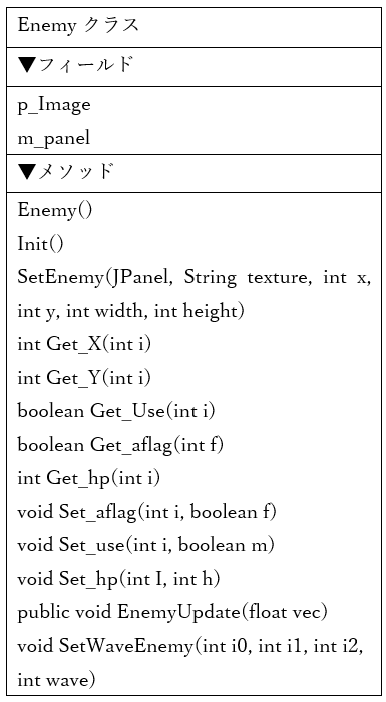 Enemy クラス
▼フィールド
p_Image
m_panel
▼メソッド
Enemy()
Init()
SetEnemy(JPanel, String texture, int x,
int y, int width, int height)
int Get_X(int i)
int Get_Y(int i)
boolean Get_Use(int i)
boolean Get_aflag(int f)
int Get_hp(int i)
void Set_aflag(int i, boolean f)
void Set_use(int i, boolean m)
void Set_hp(int I, int h)
public void EnemyUpdate(float vec)
void SetWaveEnemy(int i0, int i1, int i2,
int wave)